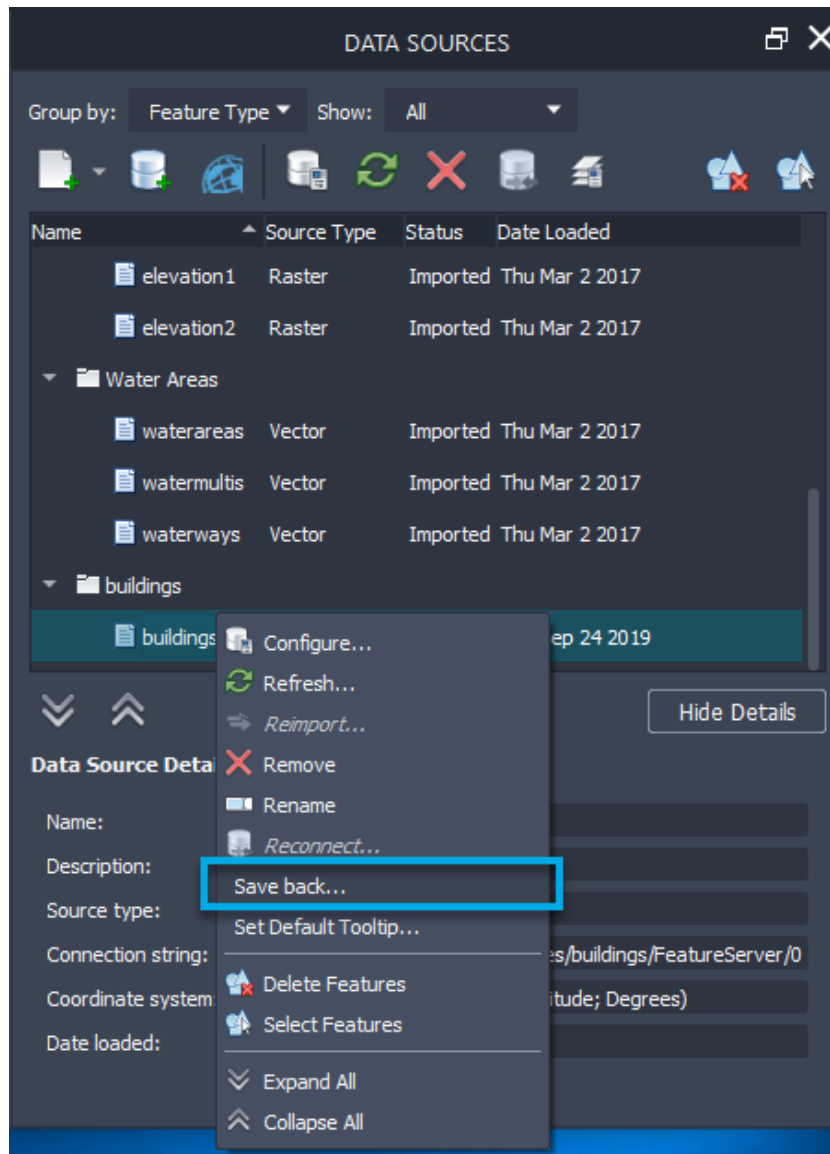 DATA SOURCES
Group by: Feature Type Show: All
Name Source Type Status Date Loaded
elevation1 Raster Imported Thu Mar 2 2017
elevation2 Raster Imported Thu Mar 2 2017
Water Areas
waterareas Vector Imported Thu Mar 2 2017
watermultis Vector Imported Thu Mar 2 2017
waterways Vector Imported Thu Mar 2 2017
buildings
buildings ep 24 2019
Configure...
Refresh...
Hide Details
Reimport...
Data Source Detai
Remove
Rename
Name:
Reconnect...
Description:
Save back...
Source type:
Set Default Tooltip...
Connection string: es/buildings/FeatureServer/0
Delete Features
Coordinate system: itude; Degrees)
Select Features
Date loaded:
Expand All
Collapse All